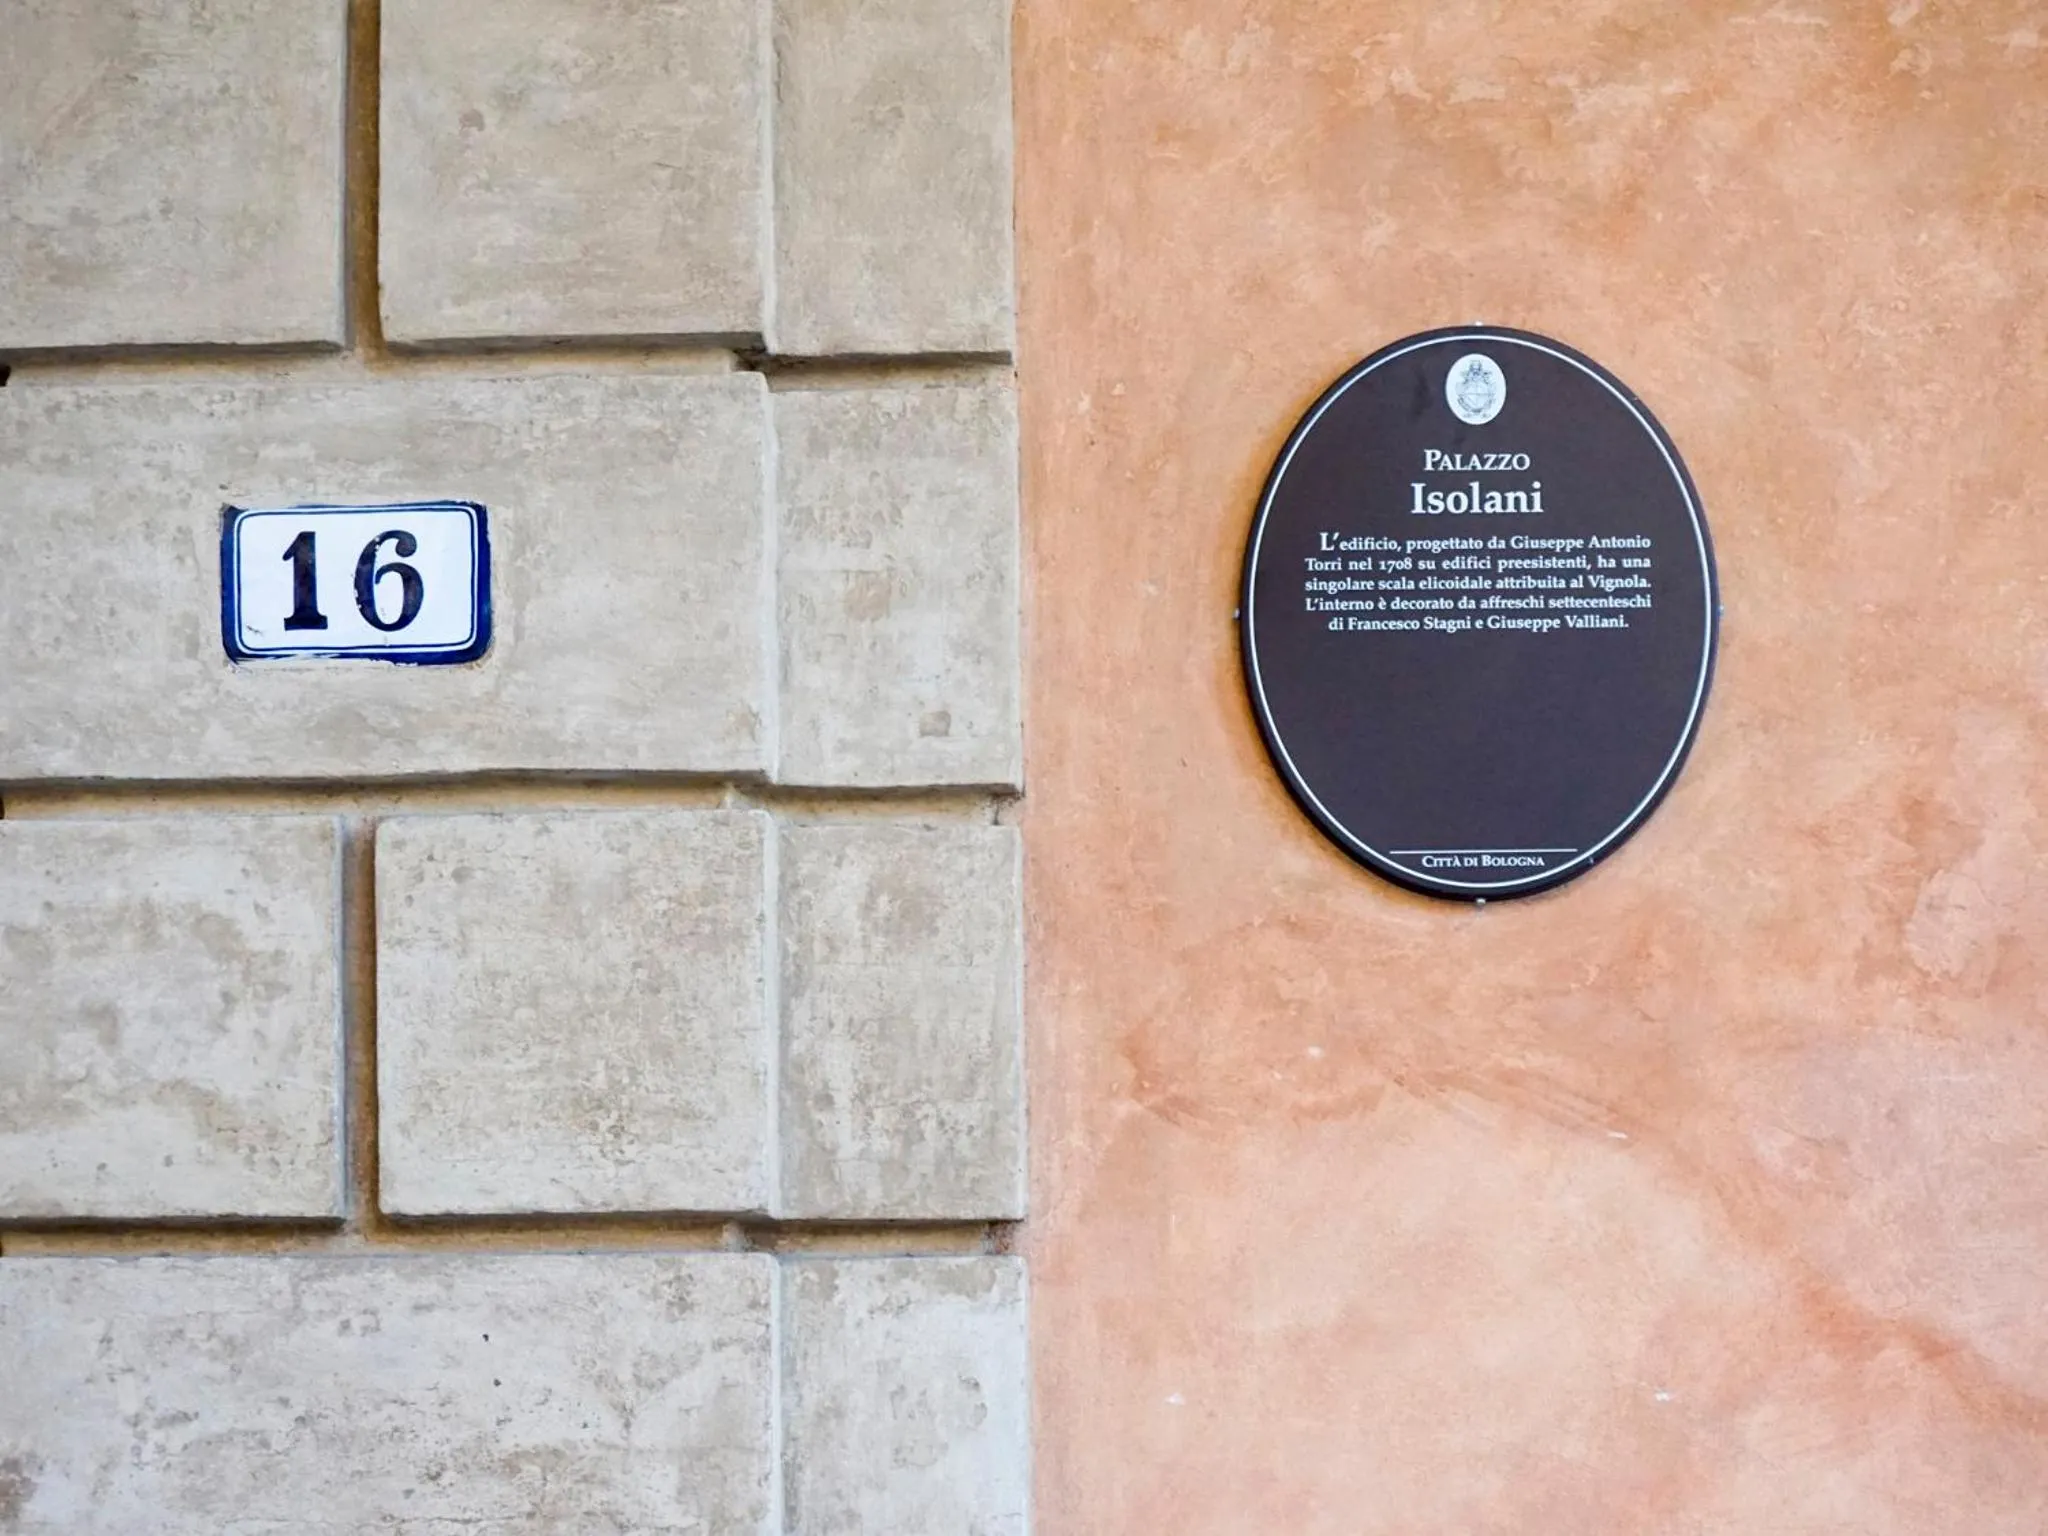 16
PALAZZO
Isolani
L'edificio, progettato da Giuseppe Antonio
Torri nel 1708 su edifici preesistenti, ha una
singolare scala elicoidale attribuita al Vignola.
L'interno è decorato da affreschi settecenteschi
di Francesco Stagni e Giuseppe Valliani.
CITTÀ DI BOLOGNA